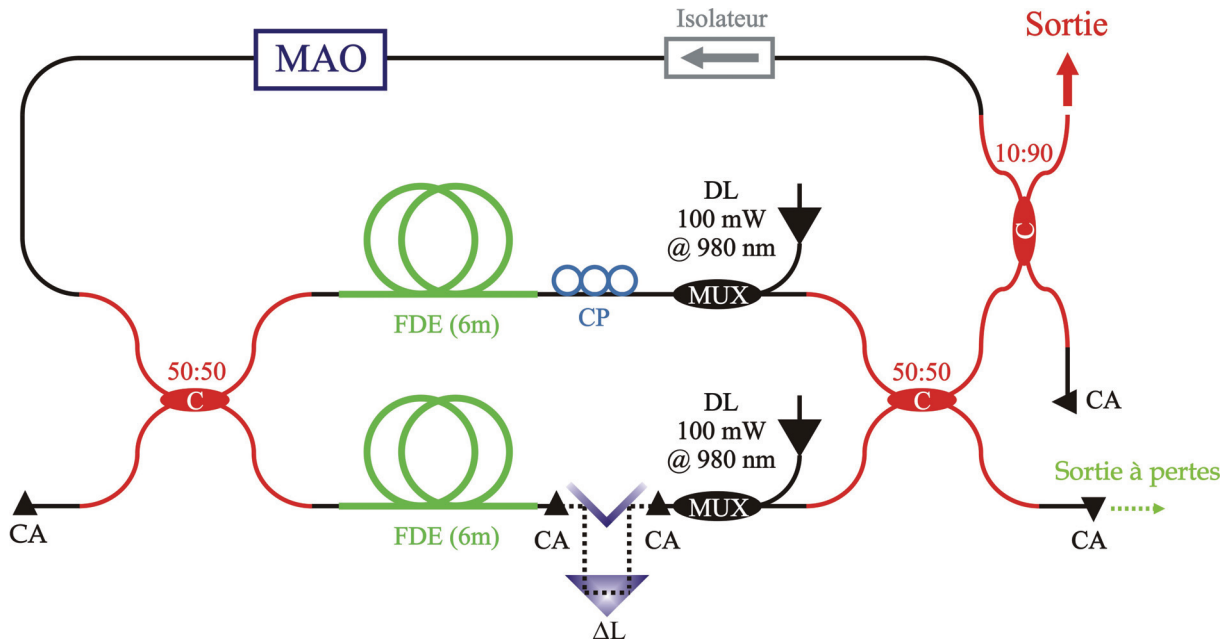 Isolateur
Sortie
MAO
10:90
DL
100 mW
@ 980 nm
C
MUX
FDE (6m)
CP
50:50
C
50:50
C
CA
DL
100 mW
@ 980 nm
Sortie à pertes
MUX
CA
FDE (6m)
CA
CA
CA
ΔL